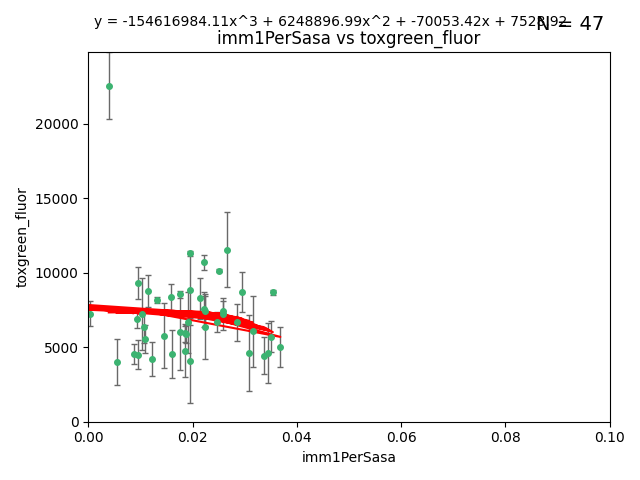 y = -154616984.11x^3 + 6248896.99x^2 + -70053.42x + 7528.92
N = 47
imm1PerSasa vs toxgreen_fluor
20000
15000
10000
5000
0
toxgreen_fluor
0.00 0.02 0.04 0.06 0.08 0.10
imm1PerSasa